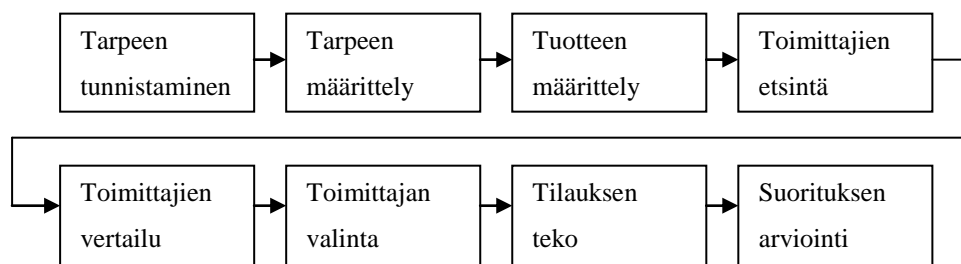 Tarpeen
tunnistaminen
Tarpeen
määrittely
Tuotteen
määrittely
Toimittajien
etsintä
Toimittajien
vertailu
Toimittajan
valinta
Tilauksen
teko
Suorituksen
arviointi